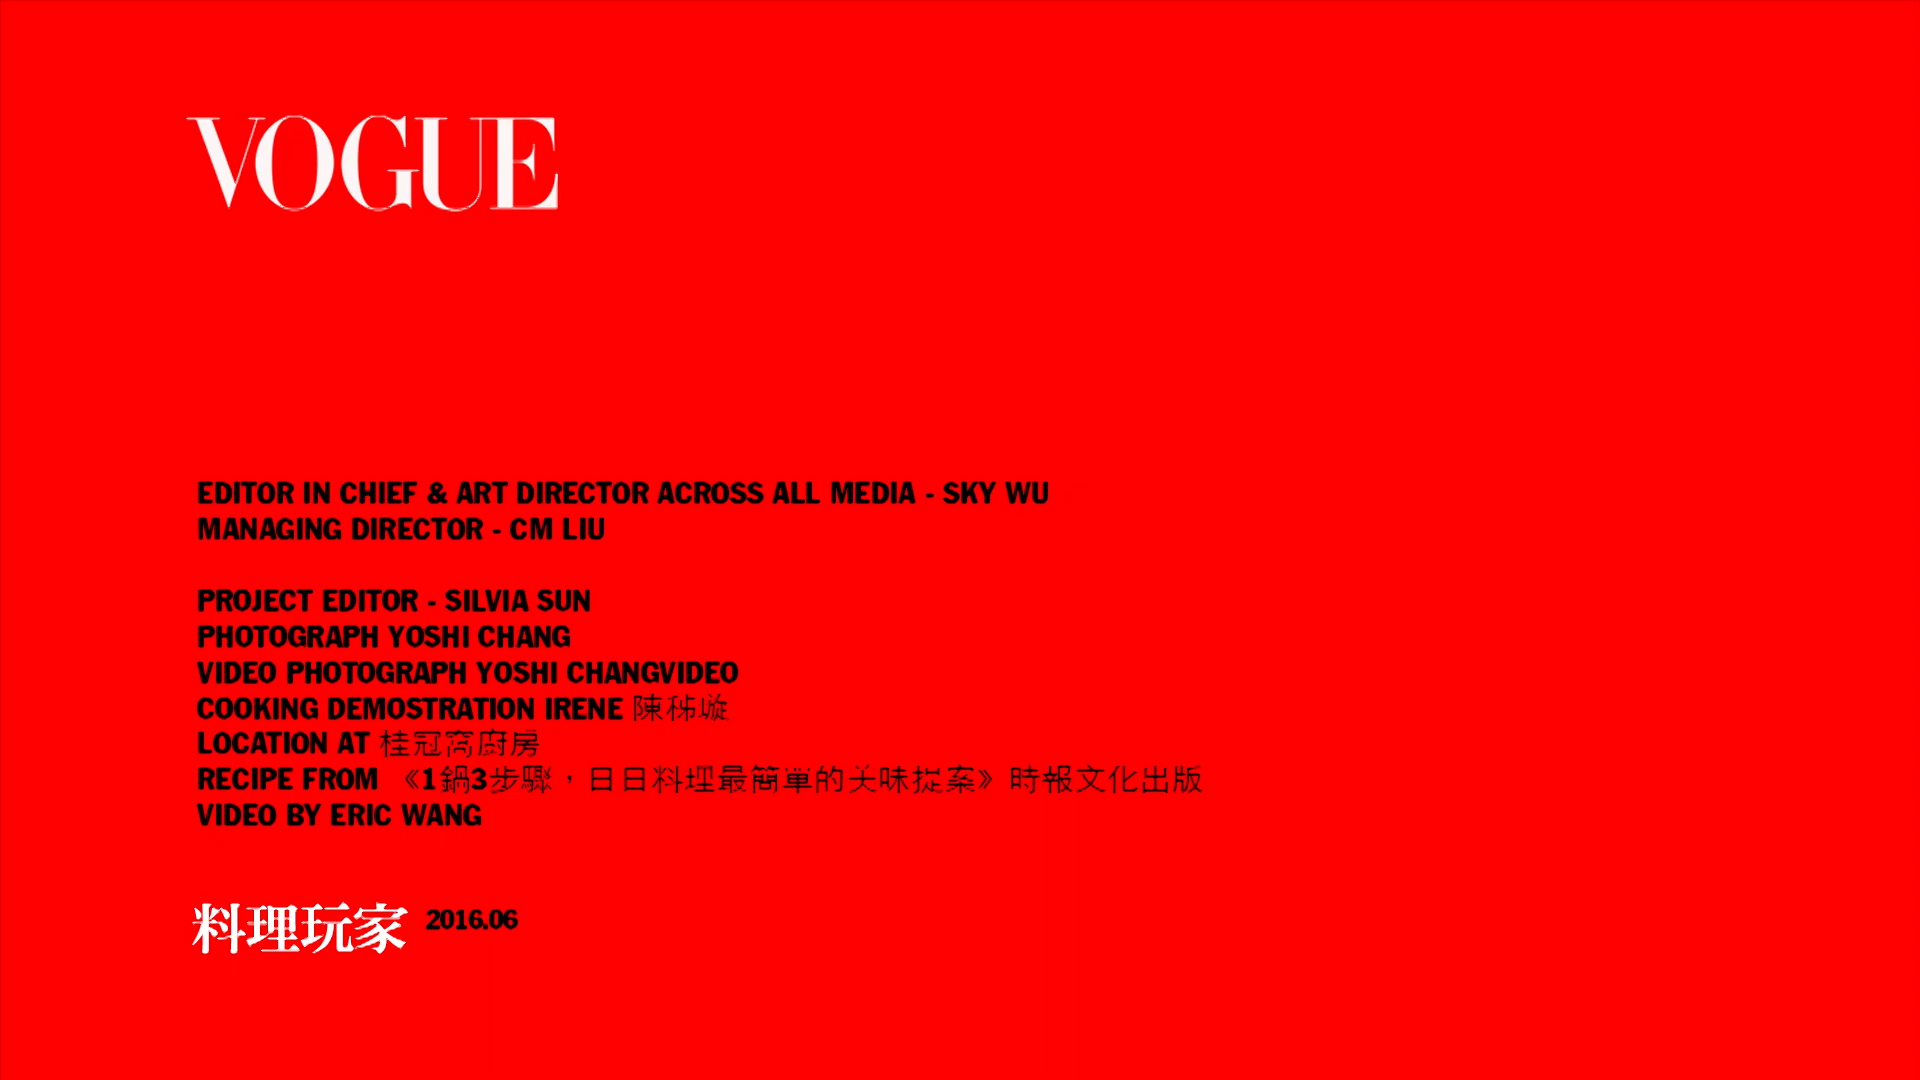 VOGUE
EDITOR IN CHIEF & ART DIRECTOR ACROSS ALL MEDIA - SKY WU
MANAGING DIRECTOR - CM LIU
PROJECT EDITOR - SILVIA SUN
PHOTOGRAPH YOSHI CHANG
VIDEO PHOTOGRAPH YOSHI CHANGVIDEO
COOKING DEMOSTRATION IRENE 陳秭璇
LOCATION AT 桂冠窩廚房
RECIPE FROM 《1鍋3步驟，日日料理最簡單的美味提案》時報文化出版
VIDEO BY ERIC WANG
料理玩家 2016.06